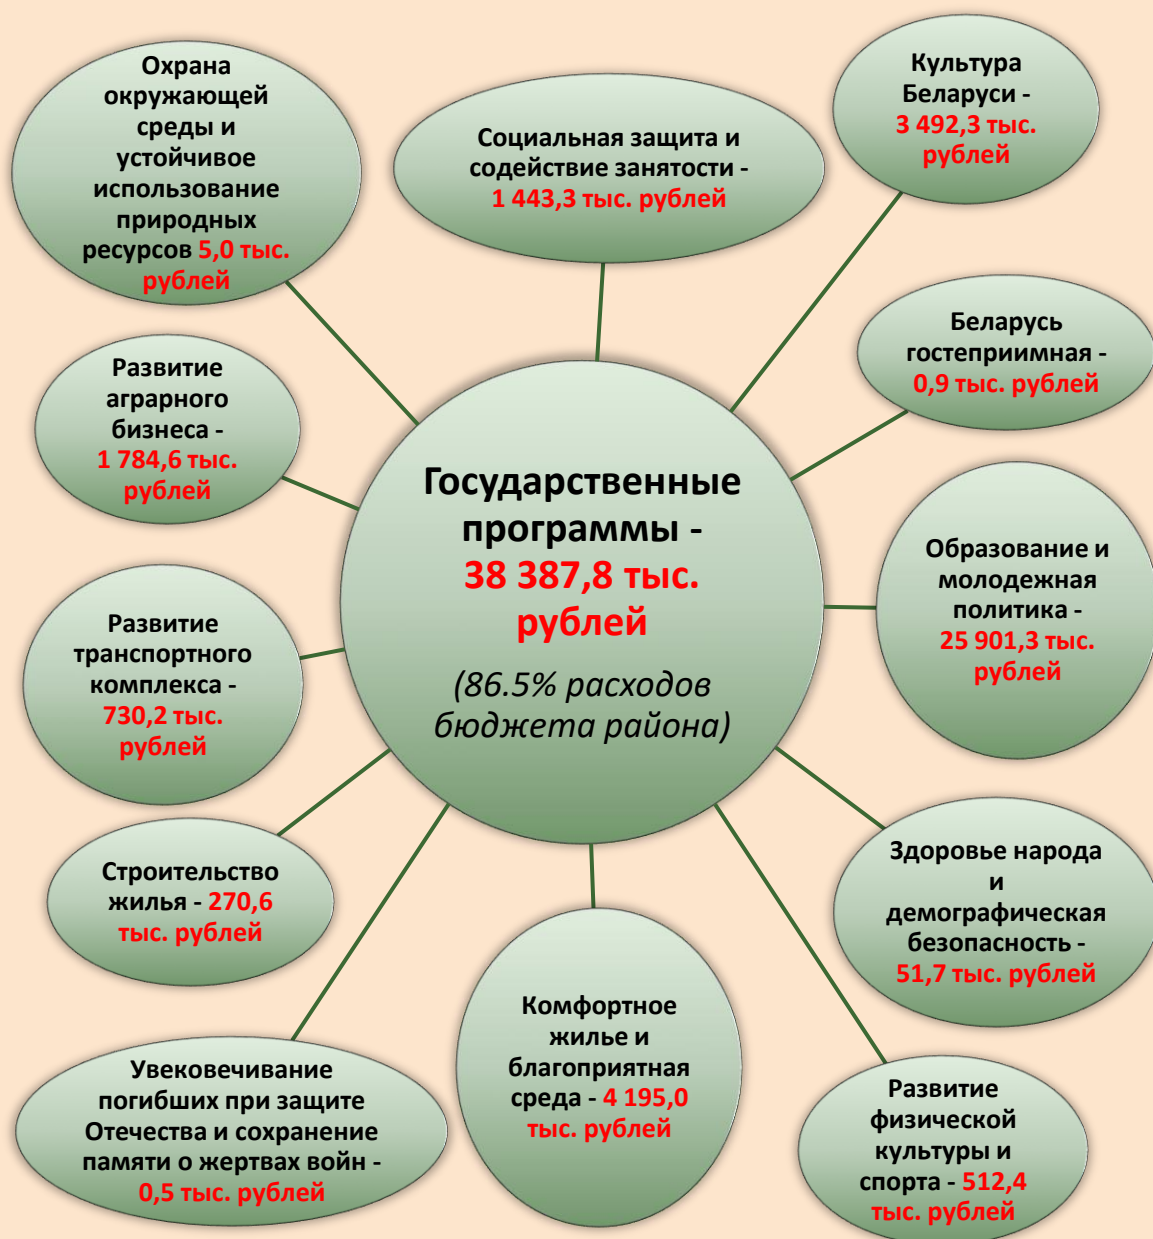 Охрана
окружающей
среды и
устойчивое
использование
природных
ресурсов 5,0 тыс.
рублей
Социальная защита и
содействие занятости -
1 443,3 тыс. рублей
Культура
Беларуси -
3 492,3 тыс.
рублей
Беларусь
гостеприимная -
0,9 тыс. рублей
Развитие
аграрного
бизнеса -
1 784,6 тыс.
рублей
Государственные
программы -
38 387,8 тыс.
рублей
(86.5% расходов
бюджета района)
Образование и
молодежная
политика -
25 901,3 тыс.
рублей
Развитие
транспортного
комплекса -
730,2 тыс.
рублей
Здоровье народа
и
демографическая
безопасность -
51,7 тыс. рублей
Строительство
жилья - 270,6
тыс. рублей
Комфортное
жилье и
благоприятная
среда - 4 195,0
тыс. рублей
Увековечивание
погибших при защите
Отечества и сохранение
памяти о жертвах войн -
0,5 тыс. рублей
Развитие
физической
культуры и
спорта - 512,4
тыс. рублей